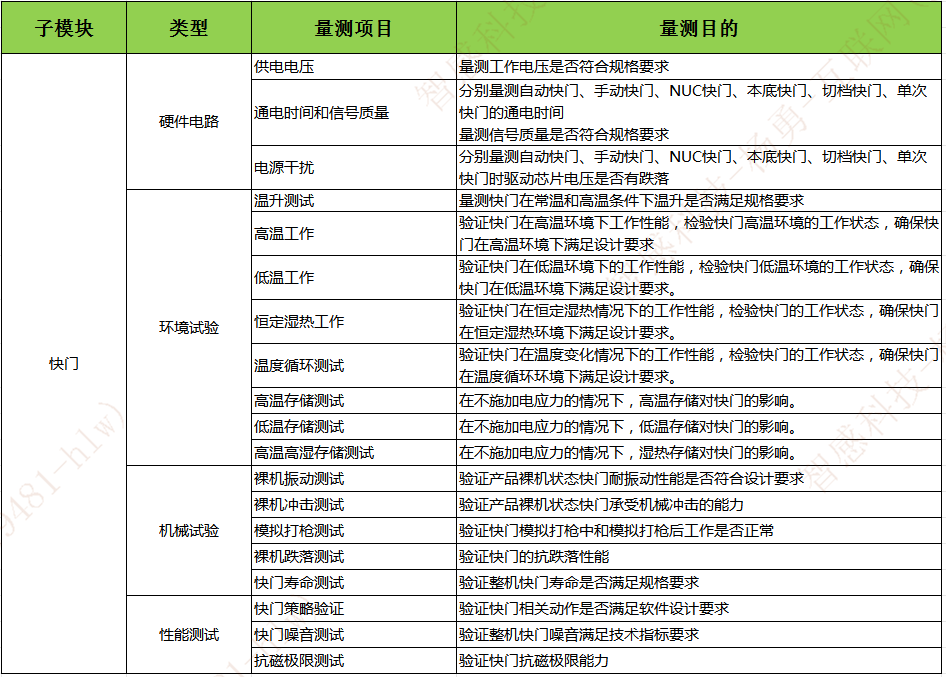 子模块 类型 量测项目 量测目的
快门
硬件电路
供电电压 量测工作电压是否符合规格要求
通电时间和信号质量
分别量测自动快门、手动快门、NUC快门、本底快门、切档快门、单次
快门的通电时间
量测信号质量是否符合规格要求
电源干扰
分别量测自动快门、手动快门、NUC快门、本底快门、切档快门、单次
快门时驱动芯片电压是否有跌落
环境试验
温升测试 量测快门在常温和高温条件下温升是否满足规格要求
高温工作
验证快门在高温环境下工作性能，检验快门高温环境的工作状态，确保快
门在高温环境下满足设计要求
低温工作
验证快门在低温环境下的工作性能，检验快门低温环境的工作状态，确保
快门在低温环境下满足设计要求。
恒定湿热工作
验证快门在恒定湿热情况下的工作性能，检验快门的工作状态，确保快门
在恒定湿热环境下满足设计要求。
温度循环测试
验证快门在温度变化情况下的工作性能，检验快门的工作状态，确保快门
在温度循环环境下满足设计要求。
高温存储测试 在不施加电应力的情况下，高温存储对快门的影响。
低温存储测试 在不施加电应力的情况下，低温存储对快门的影响。
高温高湿存储测试 在不施加电应力的情况下，湿热存储对快门的影响。
机械试验
裸机振动测试 验证产品裸机状态快门耐振动性能是否符合设计要求
裸机冲击测试 验证产品裸机状态快门承受机械冲击的能力
模拟打枪测试 验证快门模拟打枪中和模拟打枪后工作是否正常
裸机跌落测试 验证快门的抗跌落性能
快门寿命测试 验证整机快门寿命是否满足规格要求
性能测试
快门策略验证 验证快门相关动作是否满足软件设计要求
快门噪音测试 验证整机快门噪音满足技术指标要求
抗磁极限测试 验证快门抗磁极限能力
智感科技
智感科技-杨勇-互联网(
9481-hlw)
智感科技-